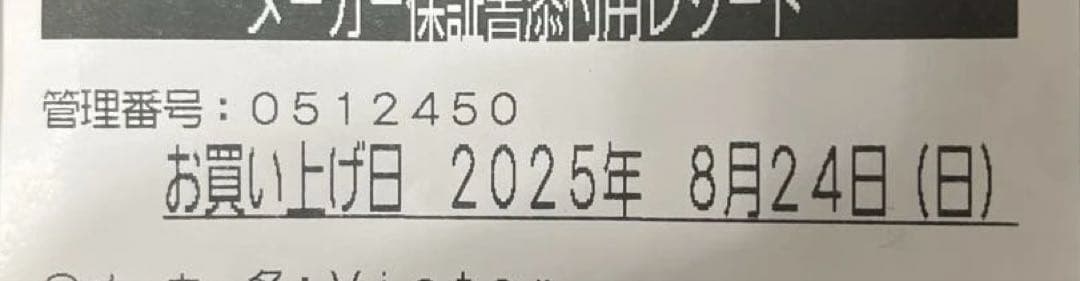 メーカー保証書添付用レシート
管理番号：０５１２４５０
お買い上げ日 2025年 8月24日（日）